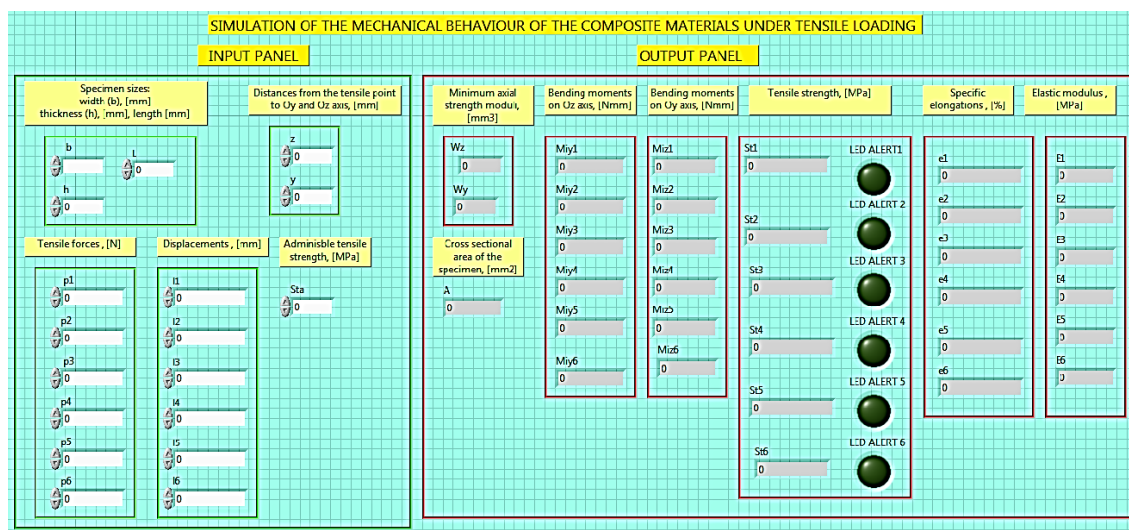 SIMULATION OF THE MECHANICAL BEHAVIOUR OF THE COMPOSITE MATERIALS UNDER TENSILE LOADING
INPUT PANEL
Specimen sizes:
width (b), [mm]
thickness (h), [mm], length [mm]
b
0
L
0
h
0
Distances from the tensile point
to Oy and Oz axis, [mm]
z
0
y
0
Tensile forces, [N]
p1
0
p2
0
p3
0
p4
0
p5
0
p6
0
Displacements, [mm]
l1
0
l2
0
l3
0
l4
0
l5
0
l6
0
Adminisble tensile
strength, [MPa]
Sta
0
OUTPUT PANEL
Minimum axial
strength moduli,
[mm3]
Wz
0
Wy
0
Cross sectional
area of the
specimen, [mm2]
A
0
Bending moments
on Oz axis, [Nmm]
Miy1
0
Miy2
0
Miy3
0
Miy4
0
Miy5
0
Miy6
0
Bending moments
on Oy axis, [Nmm]
Miz1
0
Miz2
0
Miz3
0
Miz4
0
Miz5
0
Miz6
0
Tensile strength, [MPa]
St1
0
LED ALERT1
St2
0
LED ALERT 2
St3
0
LED ALERT 3
St4
0
LED ALERT 4
St5
0
LED ALERT 5
St6
0
LED ALERT 6
Specific
elongations, [%]
e1
0
e2
0
e3
0
e4
0
e5
0
e6
0
Elastic modulus,
[MPa]
E1
0
E2
0
E3
0
E4
0
E5
0
E6
0